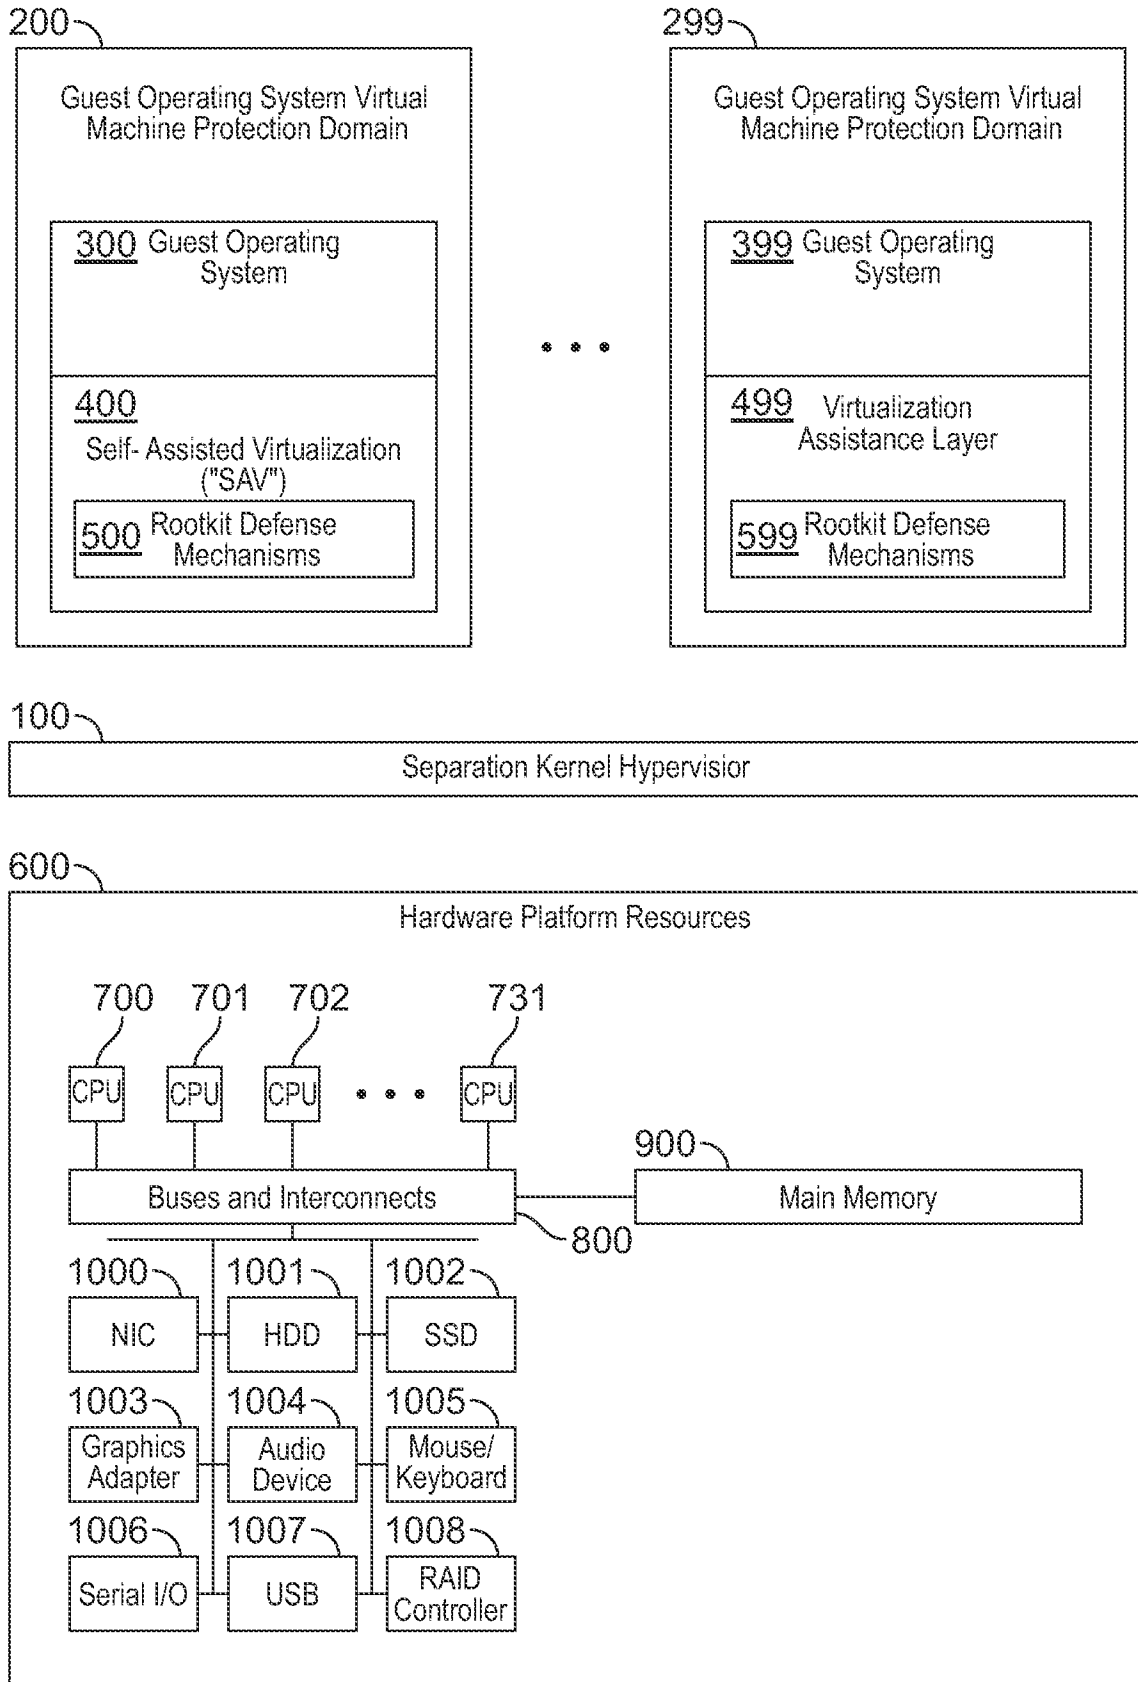 200
299
Guest Operating System Virtual
Machine Protection Domain
Guest Operating System Virtual
Machine Protection Domain
300 Guest Operating
System
399 Guest Operating
System
• • •
400
Self- Assisted Virtualization
("SAV")
499 Virtualization
Assistance Layer
500 Rootkit Defense
Mechanisms
599 Rootkit Defense
Mechanisms
100
Separation Kernel Hypervisior
600
Hardware Platform Resources
700
701
702
731
CPU
CPU
CPU
• • •
CPU
900
Buses and Interconnects
Main Memory
800
1000
1001
1002
NIC
HDD
SSD
1003
1004
1005
Graphics
Adapter
Audio
Device
Mouse/
Keyboard
1006
1007
1008
Serial I/O
USB
RAID
Controller